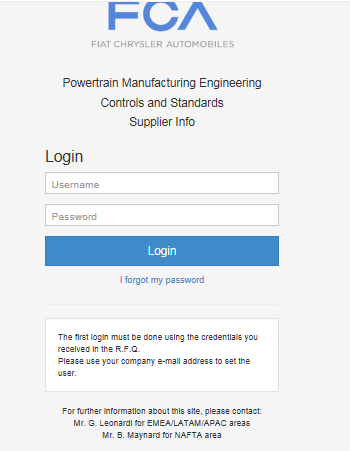 FCA
FIAT CHRYSLER AUTOMOBILES
Powertrain Manufacturing Engineering
Controls and Standards
Supplier Info
Login
Username
Password
Login
I forgot my password
The first login must be done using the credentials you
received in the R.F.Q.
Please use your company e-mail address to set the
user.
For further information about this site, please contact:
Mr. G. Leonardi for EMEA/LATAM/APAC areas
Mr. B. Maynard for NAFTA area